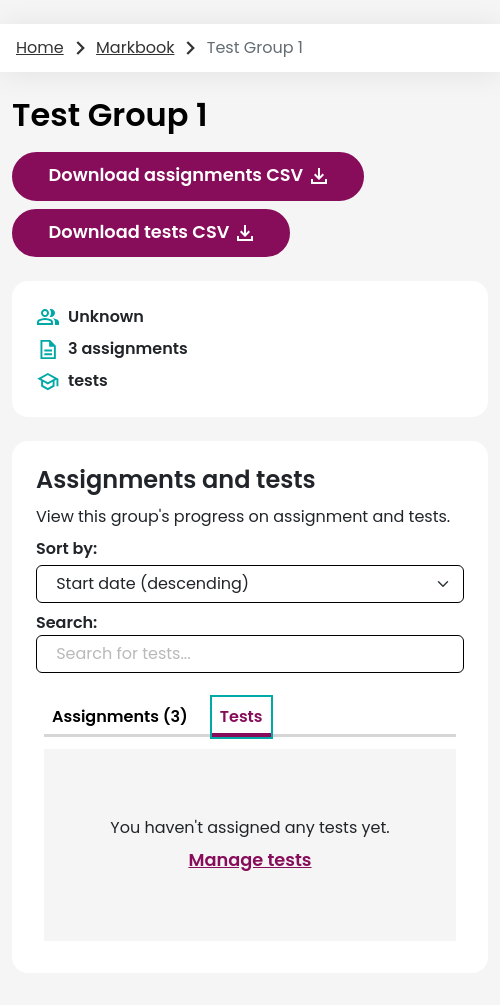 Home Markbook Test Group 1
Test Group 1
Download assignments CSV
Download tests CSV
Unknown
3 assignments
tests
Assignments and tests
View this group's progress on assignment and tests.
Sort by:
Start date (descending)
Search:
Search for tests...
Assignments (3) Tests
You haven't assigned any tests yet.
Manage tests